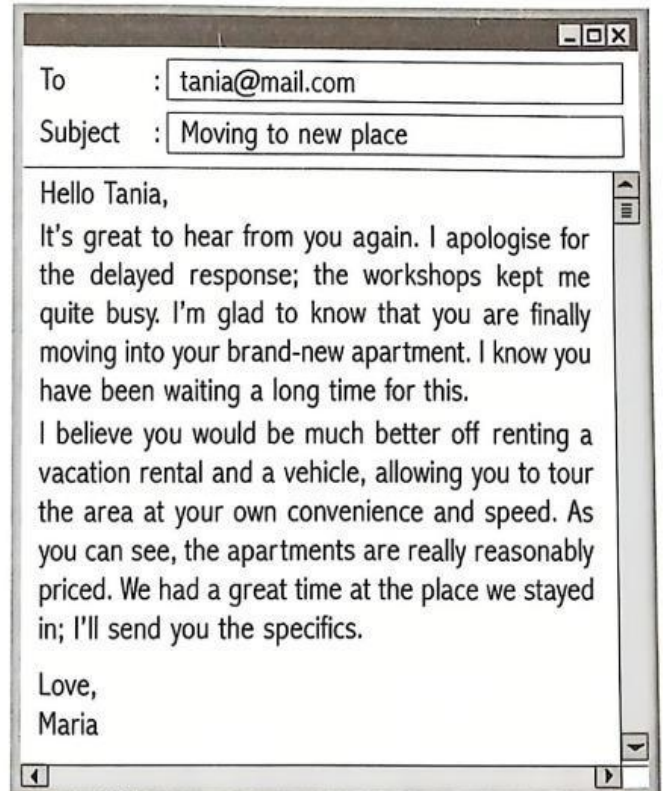 To : tania@mail.com
Subject : Moving to new place
Hello Tania,
It's great to hear from you again. I apologise for
the delayed response; the workshops kept me
quite busy. I'm glad to know that you are finally
moving into your brand-new apartment. I know you
have been waiting a long time for this.
I believe you would be much better off renting a
vacation rental and a vehicle, allowing you to tour
the area at your own convenience and speed. As
you can see, the apartments are really reasonably
priced. We had a great time at the place we stayed
in; I'll send you the specifics.
Love,
Maria